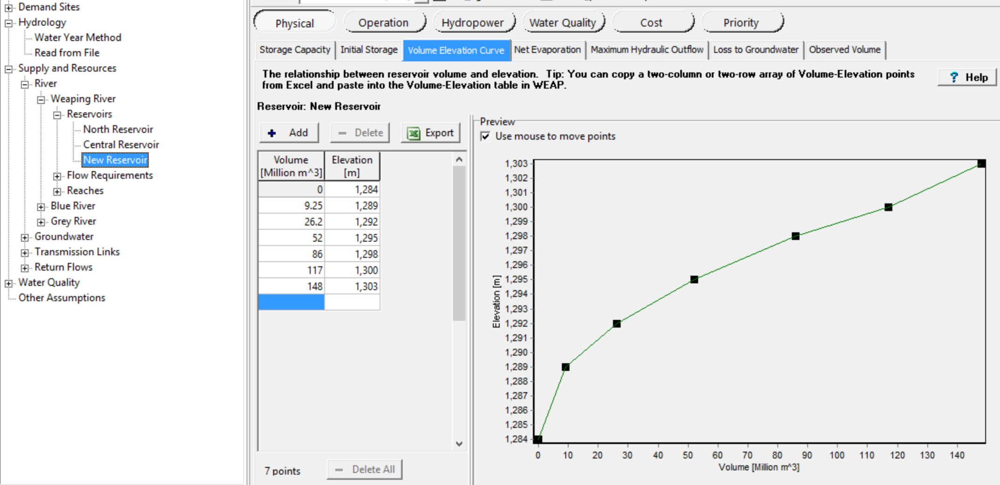 Demand Sites
Hydrology
Water Year Method
Read from File
Supply and Resources
River
Weaping River
Reservoirs
North Reservoir
Central Reservoir
New Reservoir
Flow Requirements
Reaches
Blue River
Grey River
Groundwater
Transmission Links
Return Flows
Water Quality
Other Assumptions
Physical Operation Hydropower Water Quality Cost Priority
Storage Capacity Initial Storage Volume Elevation Curve Net Evaporation Maximum Hydraulic Outflow Loss to Groundwater Observed Volume
The relationship between reservoir volume and elevation. Tip: You can copy a two-column or two-row array of Volume-Elevation points
from Excel and paste into the Volume-Elevation table in WEAP.
? Help
Reservoir: New Reservoir
+ Add - Delete Export
Volume Elevation
[Million m^3] [m]
0 1,284
9.25 1,289
26.2 1,292
52 1,295
86 1,298
117 1,300
148 1,303
7 points - Delete All
Preview
Use mouse to move points
1,303
1,302
1,301
1,300
1,299
1,298
1,297
1,296
1,295
1,294
1,293
1,292
1,291
1,290
1,289
1,288
1,287
1,286
1,285
1,284
Elevation [m]
0 10 20 30 40 50 60 70 80 90 100 110 120 130 140
Volume [Million m^3]